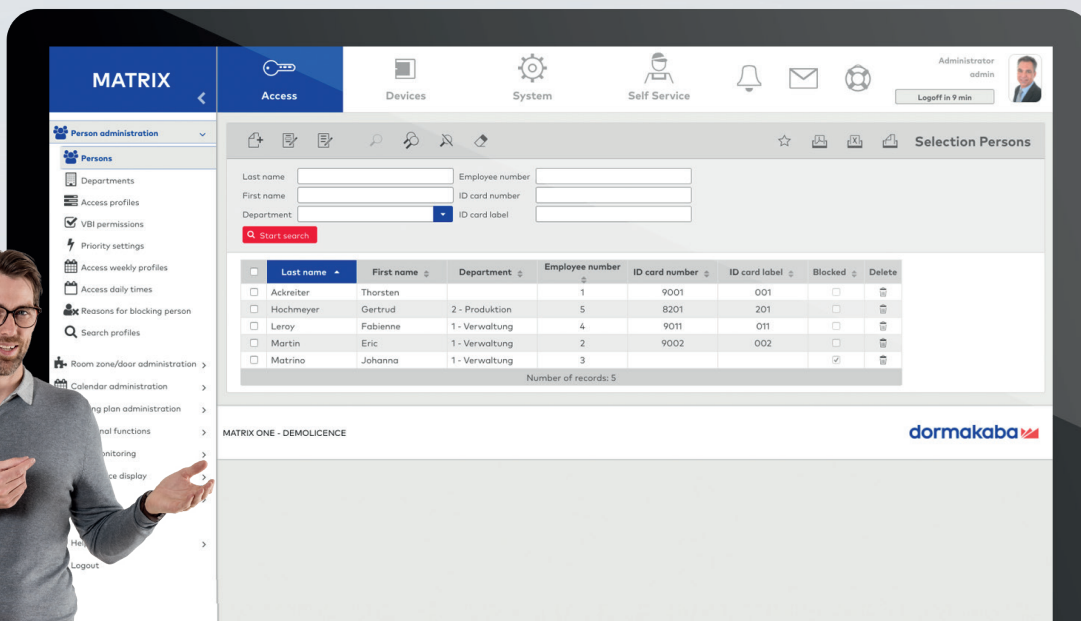 MATRIX
Access
Devices
System
Self Service
Administrator
admin
Logoff in 9 min
Person administration
Persons
Departments
Access profiles
VBI permissions
Priority settings
Access weekly profiles
Access daily times
Reasons for blocking person
Search profiles
Room zone/door administration
Calendar administration
plan administration
functions
display
Logout
Selection Persons
Last name Employee number
First name ID card number
Department ID card label
Start search
Last name First name Department Employee number ID card number ID card label Blocked Delete
Ackreiter Thorsten 1 9001 001
Hochmeyer Gertrud 2 - Produktion 5 8201 201
Leroy Fabienne 1 - Verwaltung 4 9011 011
Martin Eric 1 - Verwaltung 2 9002 002
Matrino Johanna 1 - Verwaltung 3
Number of records: 5
MATRIX ONE - DEMOLICENCE
dormakaba